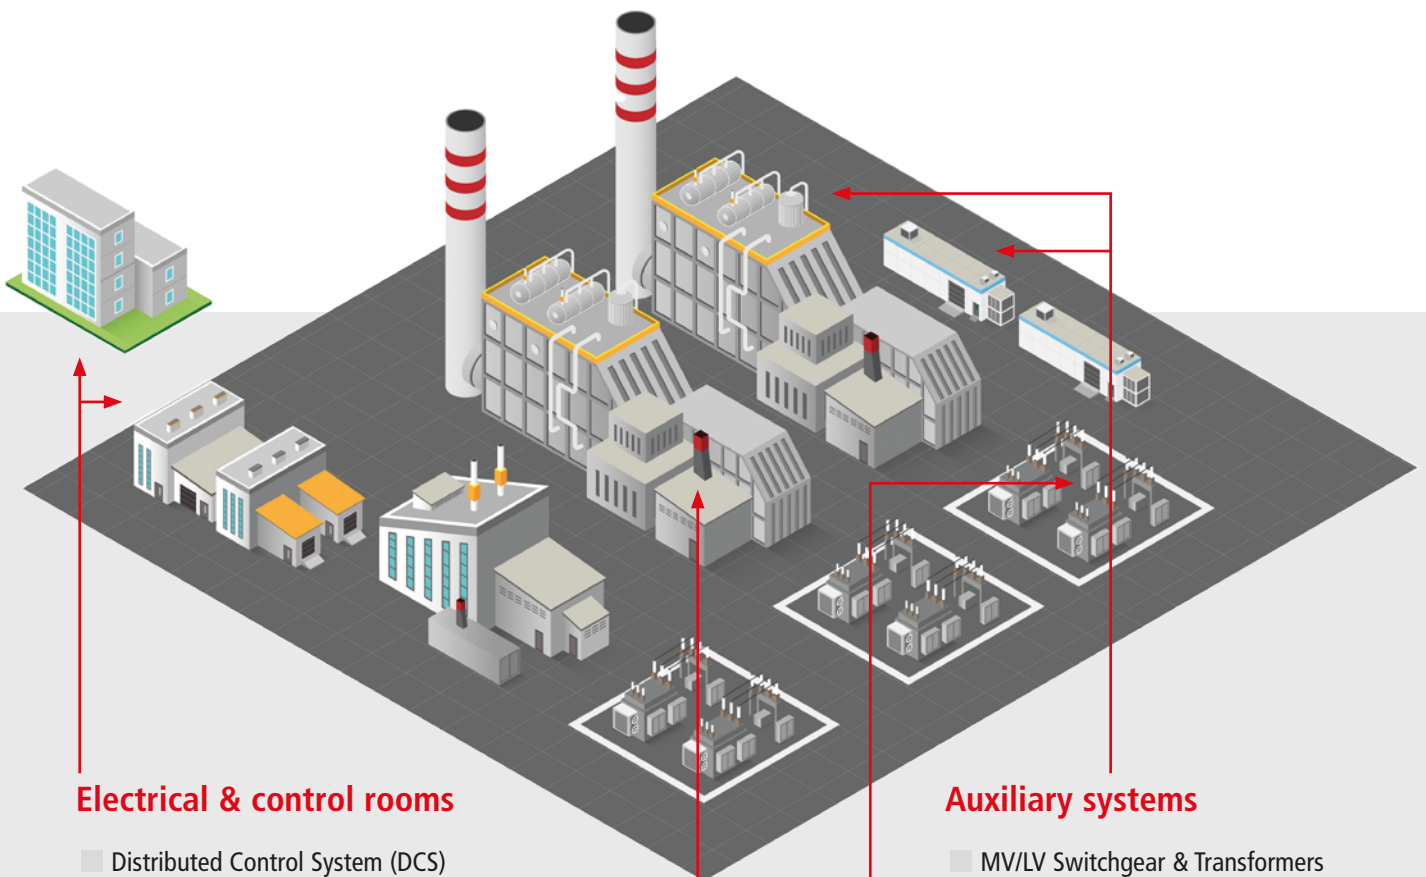 Electrical & control rooms
Distributed Control System (DCS)
Auxiliary systems
MV/LV Switchgear & Transformers